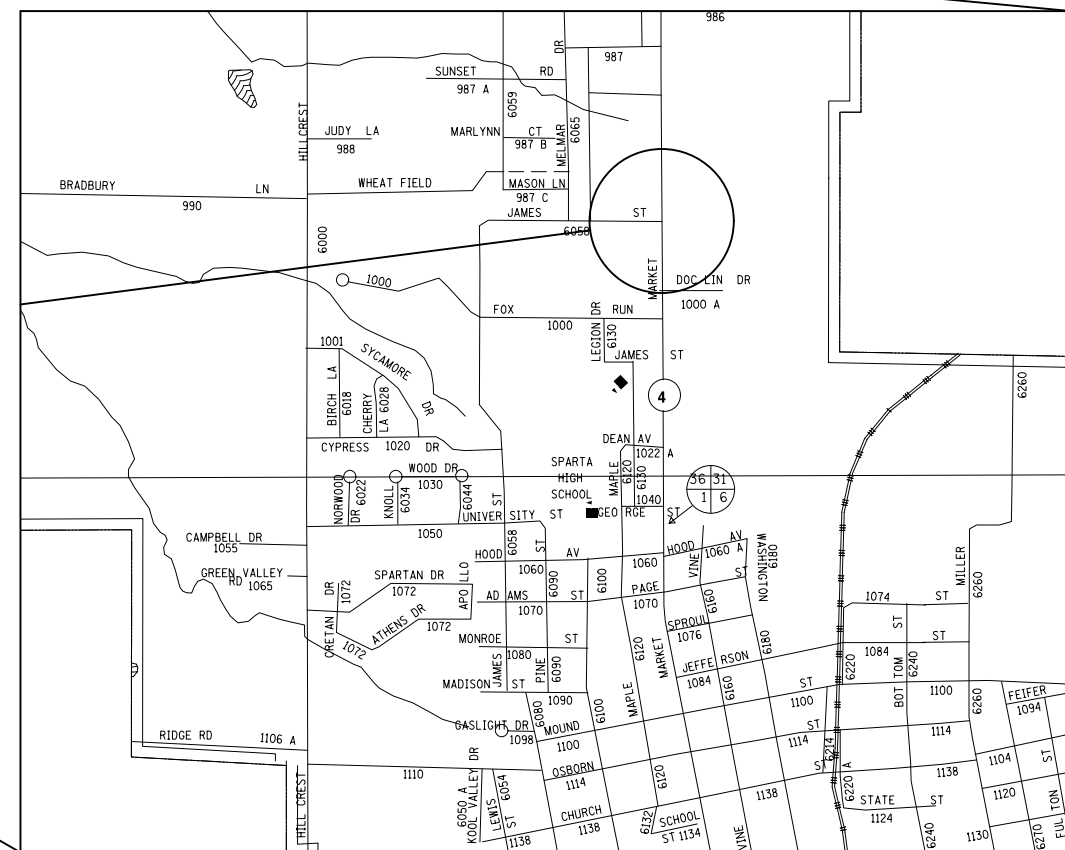 986
DR
987
SUNSET RD
987 A
6059
6065
HILLCREST
JUDY LA
988
MARLYNN CT
987 B
MELMAR
BRADBURY LN
990
WHEAT FIELD
MASON LN
987 C
JAMES ST
6058
6000
1000
MARKET
DOC LIN DR
1000 A
FOX RUN
1000
LEGION DR
6130
JAMES ST
1001
SYCAMORE DR
BIRCH LA
6018
CHERRY LA 6028
4
6260
CYPRESS 1020 DR
DEAN AV
1022 A
WOOD DR
1030
NORWOOD DR 6022
KNOLL 6034
6044
SPARTA
HIGH
SCHOOL
MAPLE
6120
6130
1040
36 31
1 6
UNIVER SITY ST
1050
GEO RGE ST
ST
6058
CAMPBELL DR
1055
HOOD AV
1060
ST
6090
6100
1060
HOOD AV
1060 A
VINE
WASHINGTON
6180
GREEN VALLEY
RD 1065
SPARTAN DR
1072
1072
APO LLO
AD AMS ST
1070
PAGE ST
1070
6160
CRETAN DR
ATHENS DR
1072
1072
MONROE ST
1080
SPROUL
1076
6120
MARKET
6180
JEFFE RSON ST
1084
6160
1074 ST
ST
1084
6220
BOT TOM ST
6240
MILLER
6260
MADISON ST
JAMES
PINE
6090
1090
6080
6100
MAPLE
1100
1100
6260
FEIFER
1094
GASLIGHT DR
1098
MOUND ST
1100
1114
6214
1114
RIDGE RD 1106 A
1110
OSBORN ST
1114
6120
1138
6220 A
1138
1104
ST
1120
HILL CREST
6050 A
KOOL VALLEY DR
LEWIS ST
6054
1138
CHURCH
1138
6132
SCHOOL
ST 1134
VINE
STATE ST
1124
6240
1130
6270
FUL TON